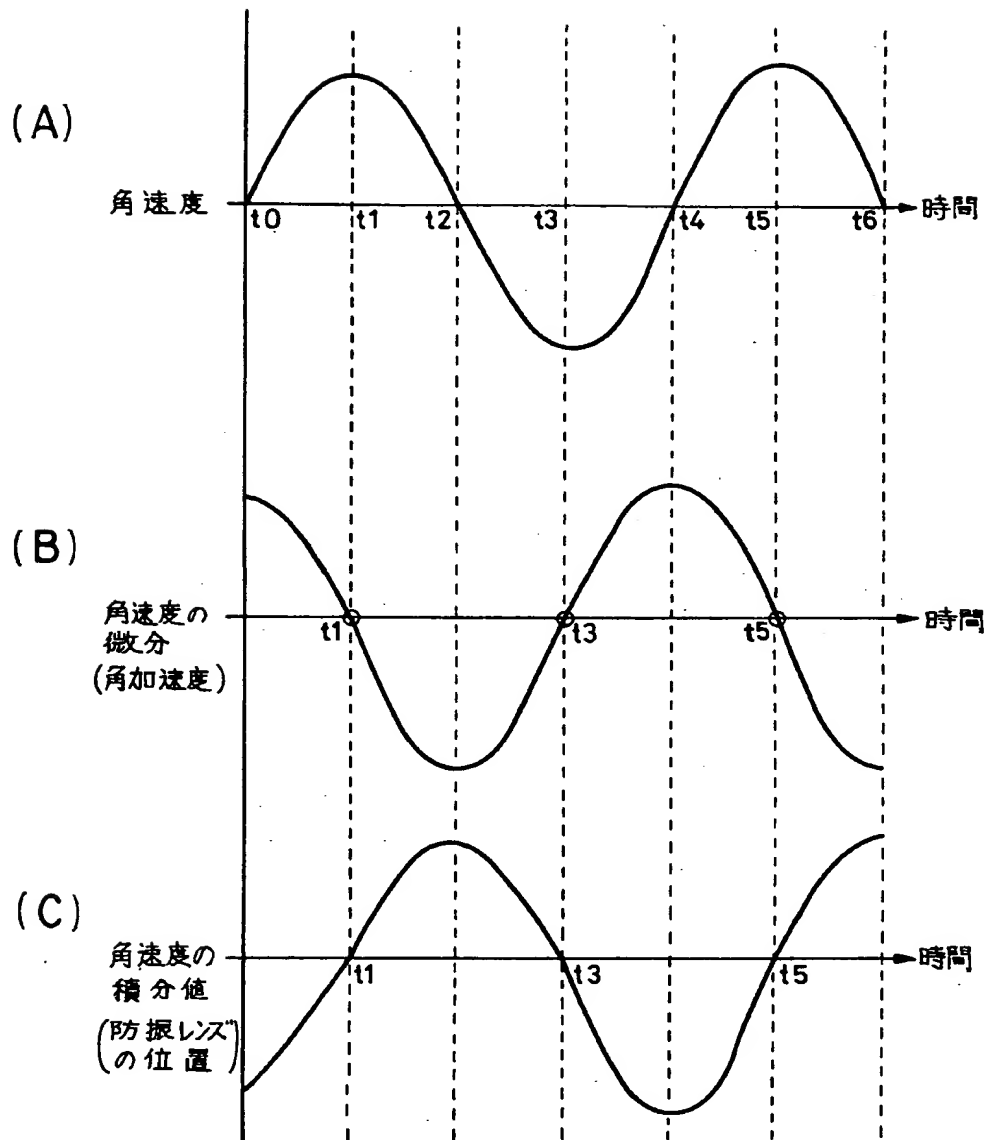 (A)
角速度
t0 t1 t2 t3 t4 t5 t6
時間
(B)
角速度の
微分
(角加速度)
t1 t3 t5
時間
(C)
角速度の
積分値
(防振レンズ
の位置)
t1 t3 t5
時間